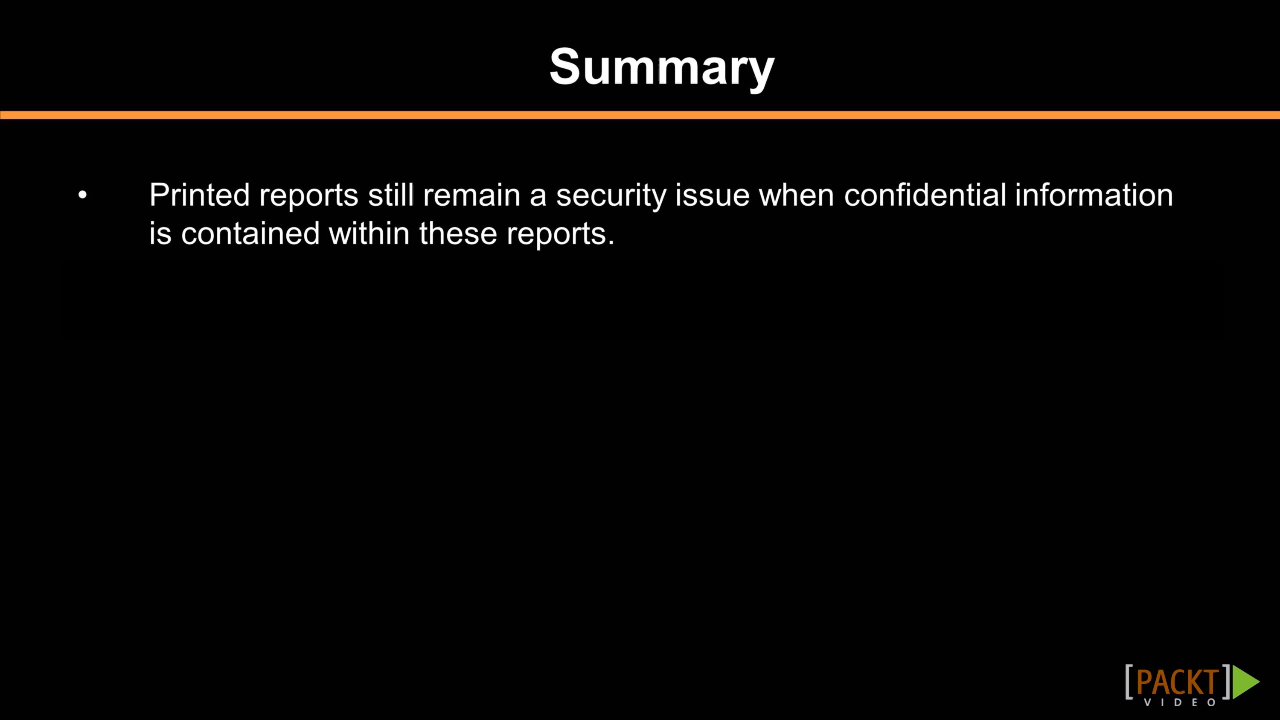 Summary
• Printed reports still remain a security issue when confidential information
is contained within these reports.
[PACKT]
VIDEO